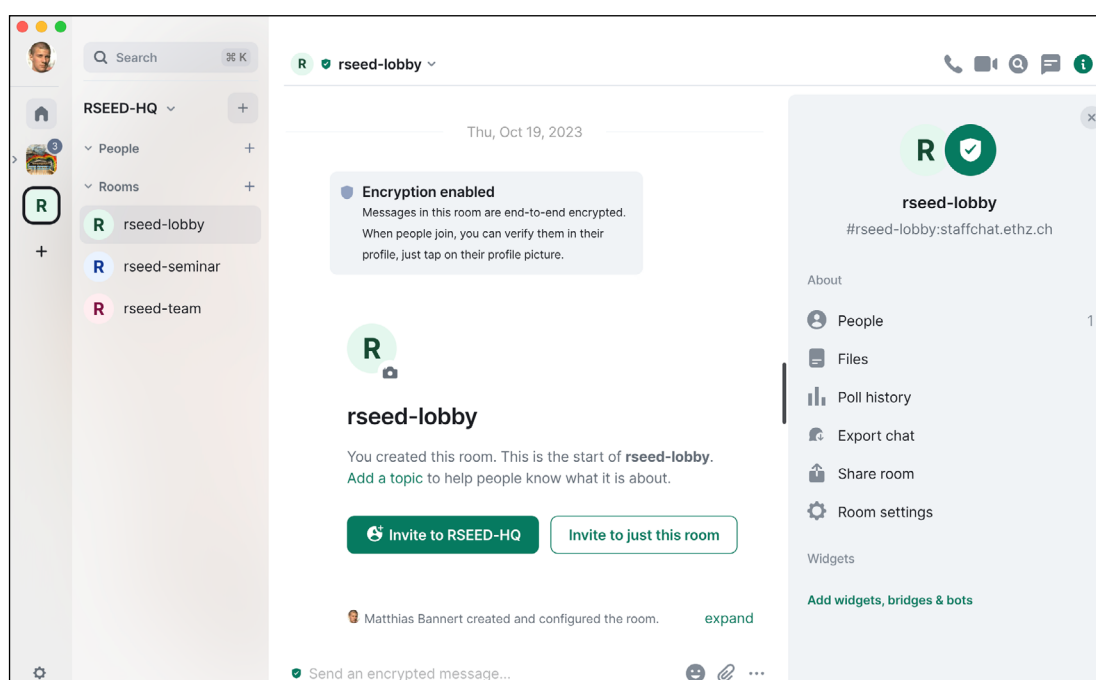 Search
⌘ K
RSEED-HQ
People
Rooms
3
R
R rseed-lobby
R rseed-seminar
R rseed-team
R rseed-lobby
Thu, Oct 19, 2023
Encryption enabled
Messages in this room are end-to-end encrypted.
When people join, you can verify them in their
profile, just tap on their profile picture.
R
rseed-lobby
You created this room. This is the start of rseed-lobby.
Add a topic to help people know what it is about.
Invite to RSEED-HQ
Invite to just this room
Matthias Bannert created and configured the room.
expand
Send an encrypted message...
R
rseed-lobby
#rseed-lobby:staffchat.ethz.ch
About
People 1
Files
Poll history
Export chat
Share room
Room settings
Widgets
Add widgets, bridges & bots